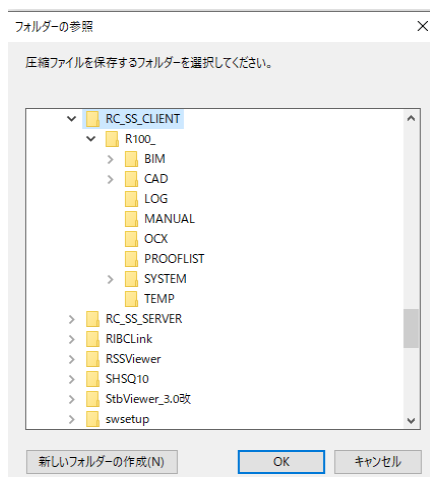 フォルダーの参照
圧縮ファイルを保存するフォルダーを選択してください。
RC_SS_CLIENT
R100_
BIM
CAD
LOG
MANUAL
OCX
PROOFLIST
SYSTEM
TEMP
RC_SS_SERVER
RIBCLink
RSSViewer
SHSQ10
StbViewer_3.0改
swsetup
新しいフォルダーの作成(N) OK キャンセル